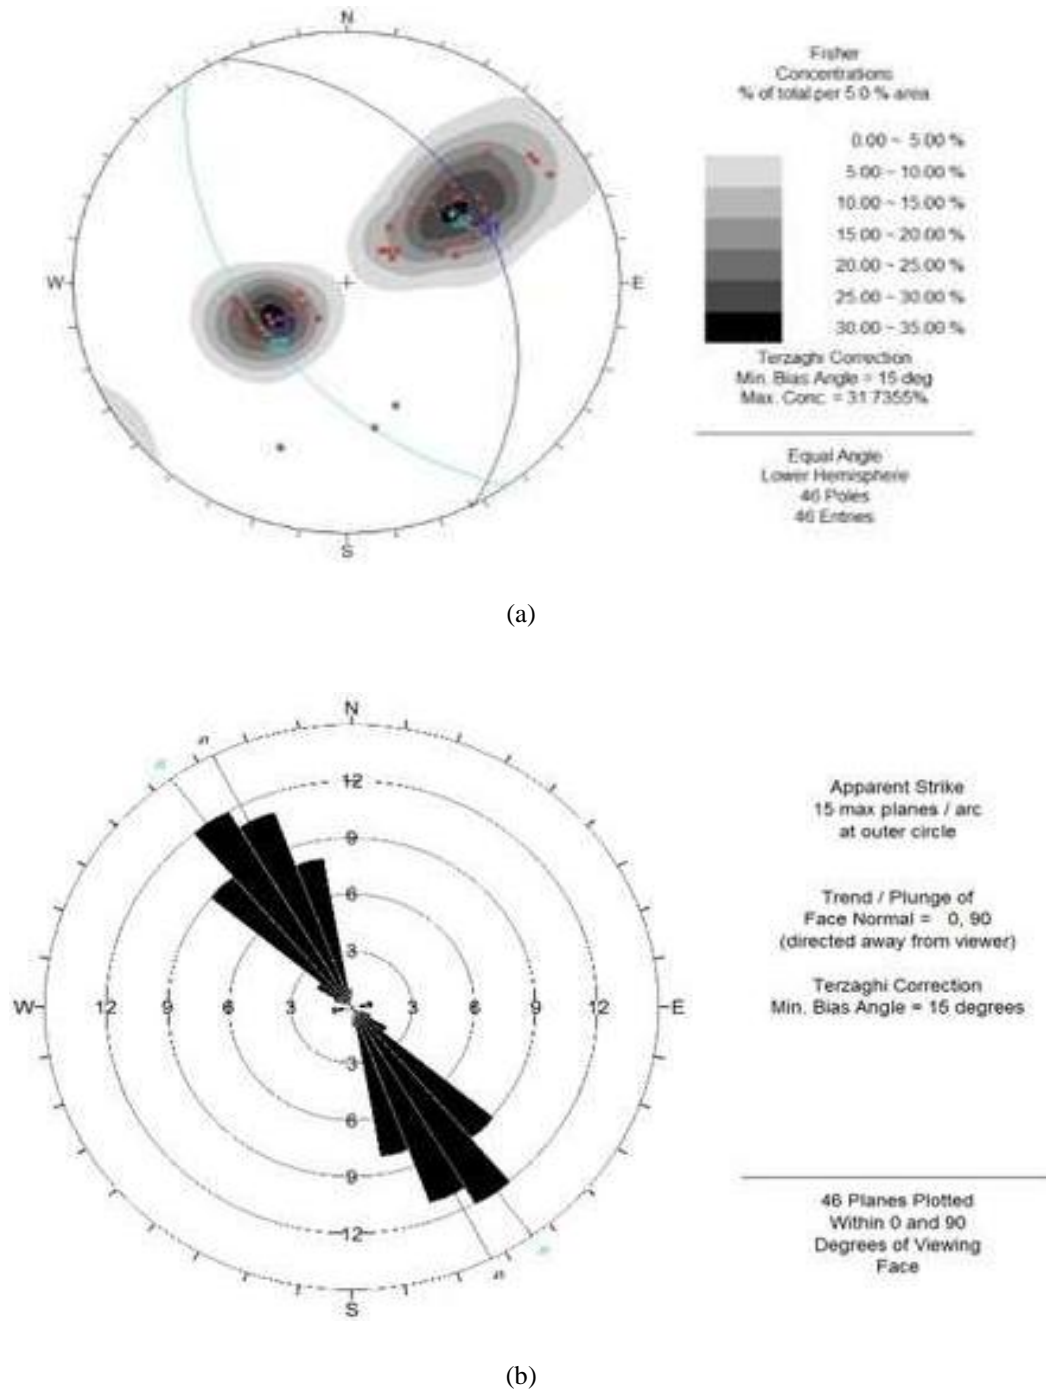 N
W
E
S
Fisher
Concentrations
% of total per 5.0 % area
0.00 ~ 5.00 %
5.00 ~ 10.00 %
10.00 ~ 15.00 %
15.00 ~ 20.00 %
20.00 ~ 25.00 %
25.00 ~ 30.00 %
30.00 ~ 35.00 %
Terzaghi Correction
Min. Bias Angle = 15 deg
Max. Conc. = 31.7355%
Equal Angle
Lower Hemisphere
46 Poles
46 Entries
(a)
N
12
9
6
3
W 12 9 6 3 3 6 9 12 E
3
6
9
12
S
Apparent Strike
15 max planes / arc
at outer circle
Trend / Plunge of
Face Normal = 0, 90
(directed away from viewer)
Terzaghi Correction
Min. Bias Angle = 15 degrees
46 Planes Plotted
Within 0 and 90
Degrees of Viewing
Face
(b)